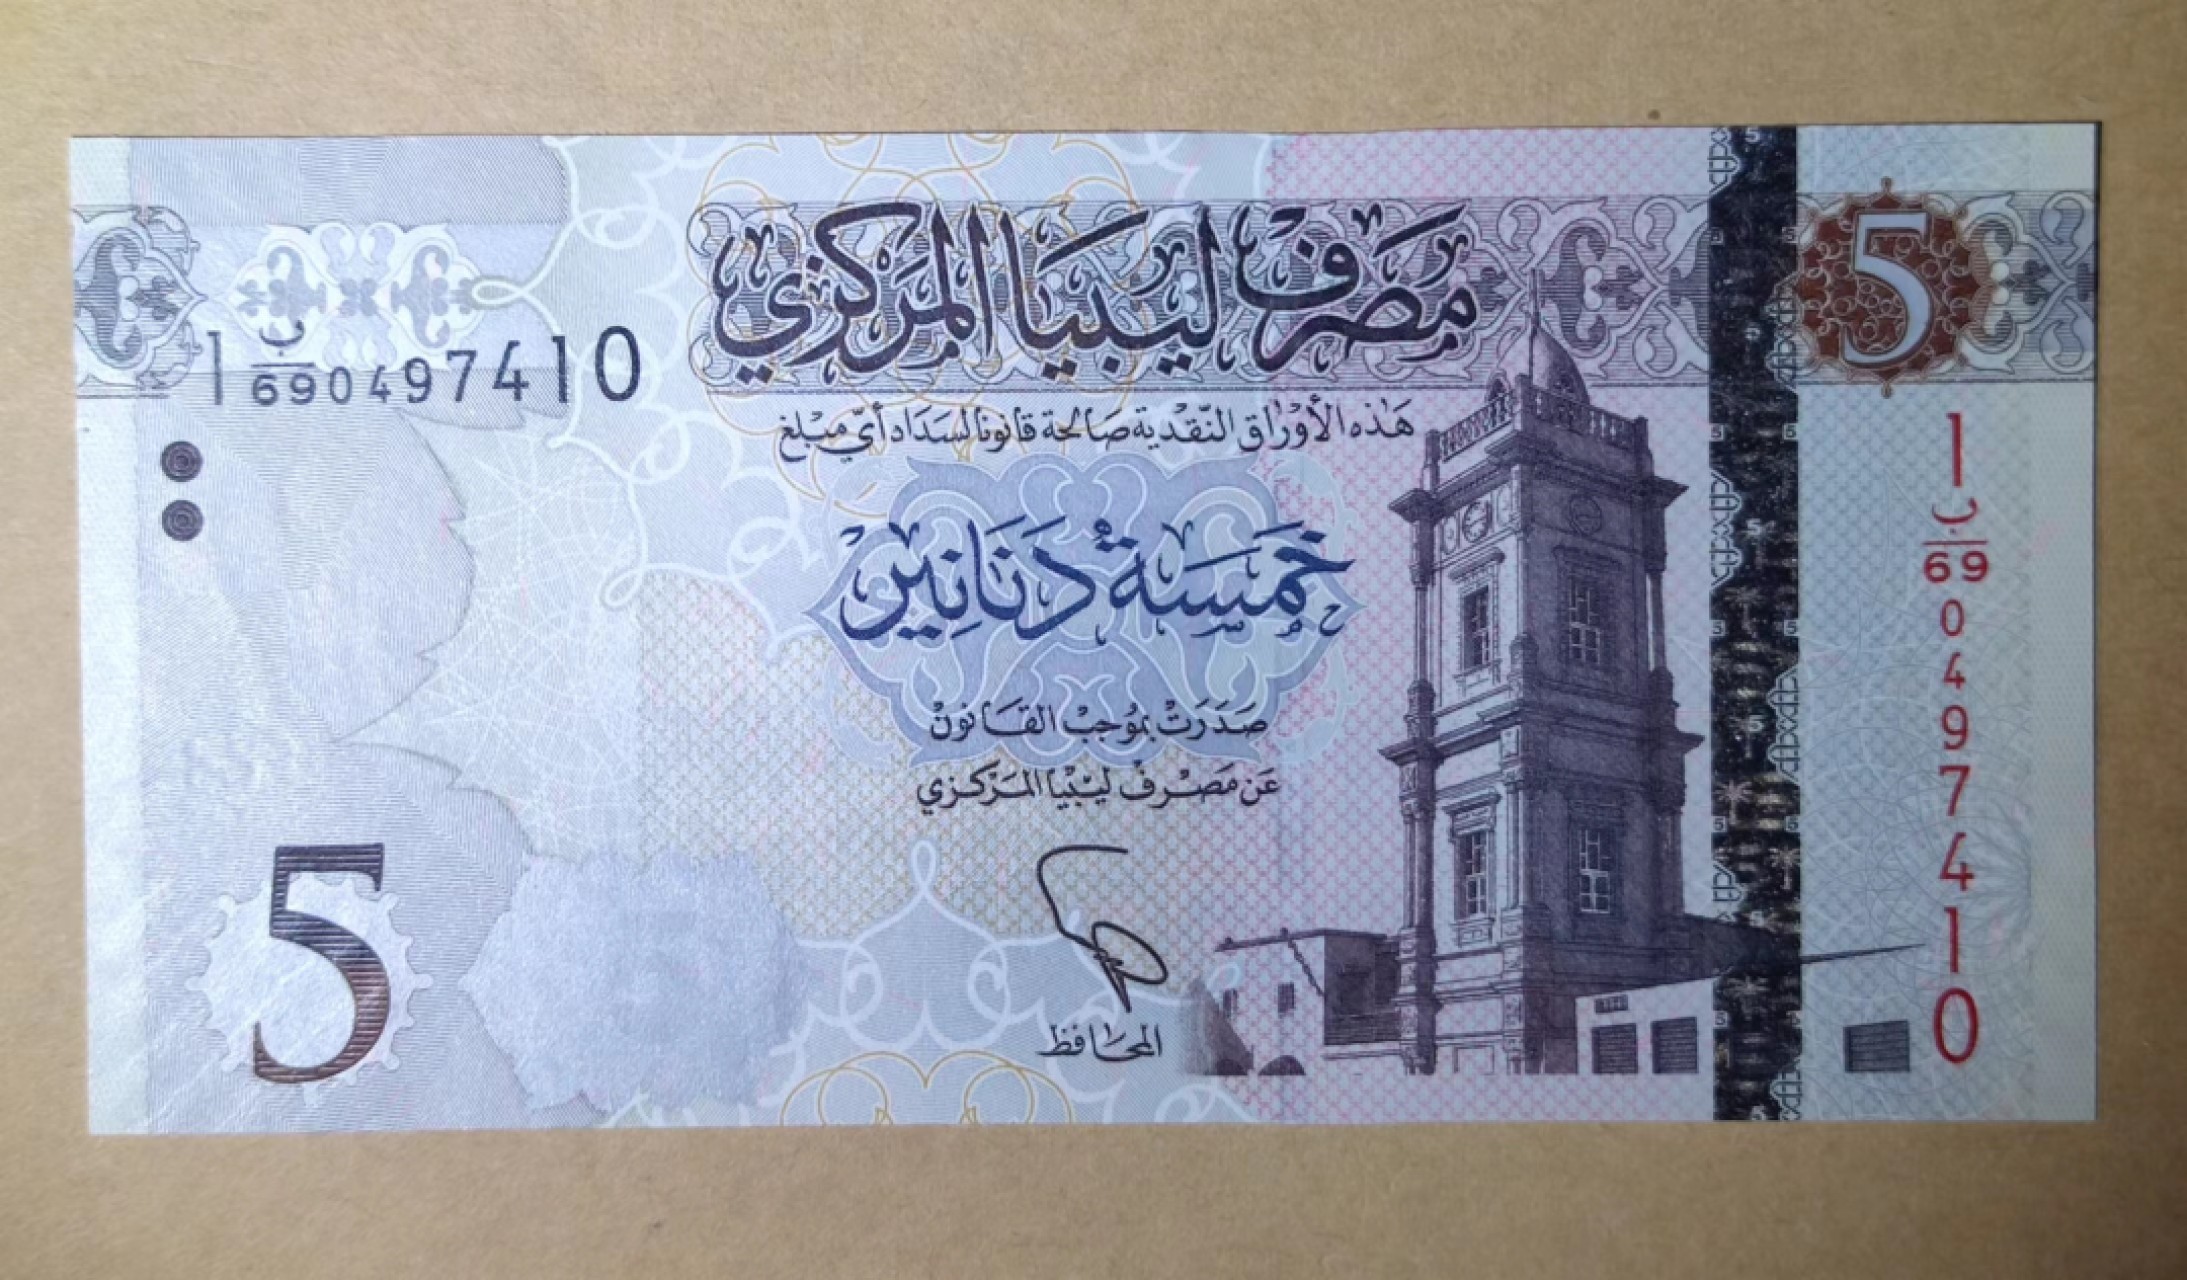 مصرف ليبيا المركزي
5
1 ب/69 0497410
هذه الأوراق النقدية صالحة قانونا لسداد أي مبلغ
خمسة دنانير
صدرت بموجب القانون
عن مصرف ليبيا المركزي
المحافظ
5
1 ب/69 0497410